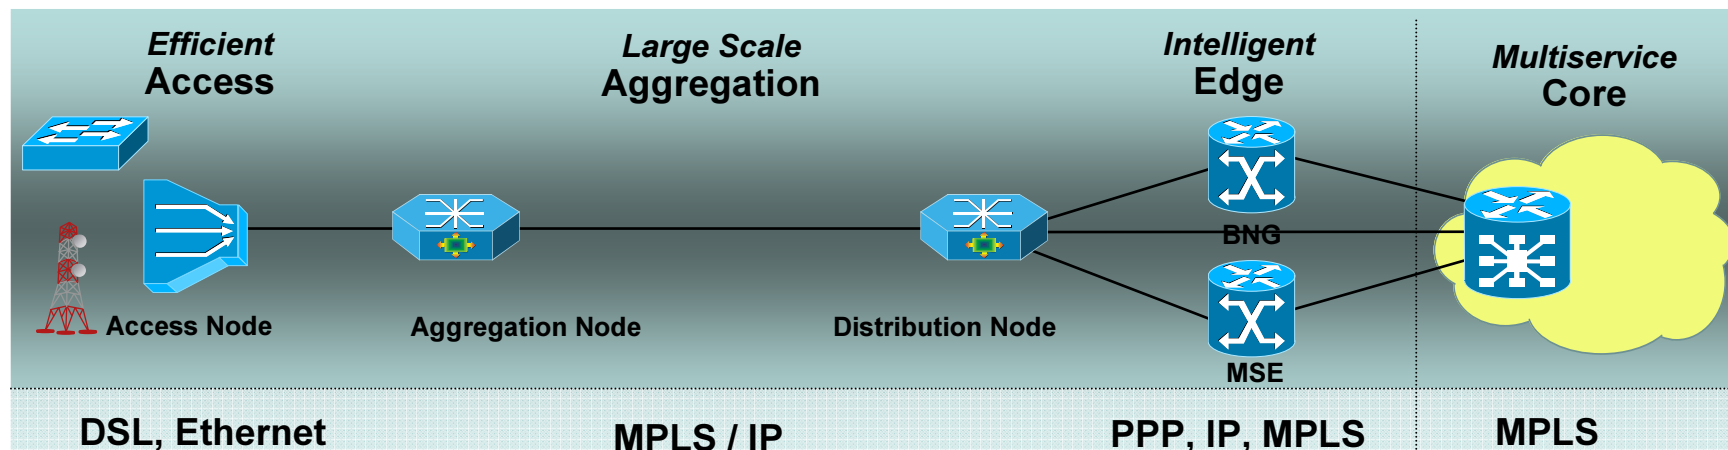 Efficient
Access
Large Scale
Aggregation
Intelligent
Edge
Multiservice
Core
BNG
Access Node
Aggregation Node
Distribution Node
MSE
DSL, Ethernet
MPLS / IP
PPP, IP, MPLS
MPLS